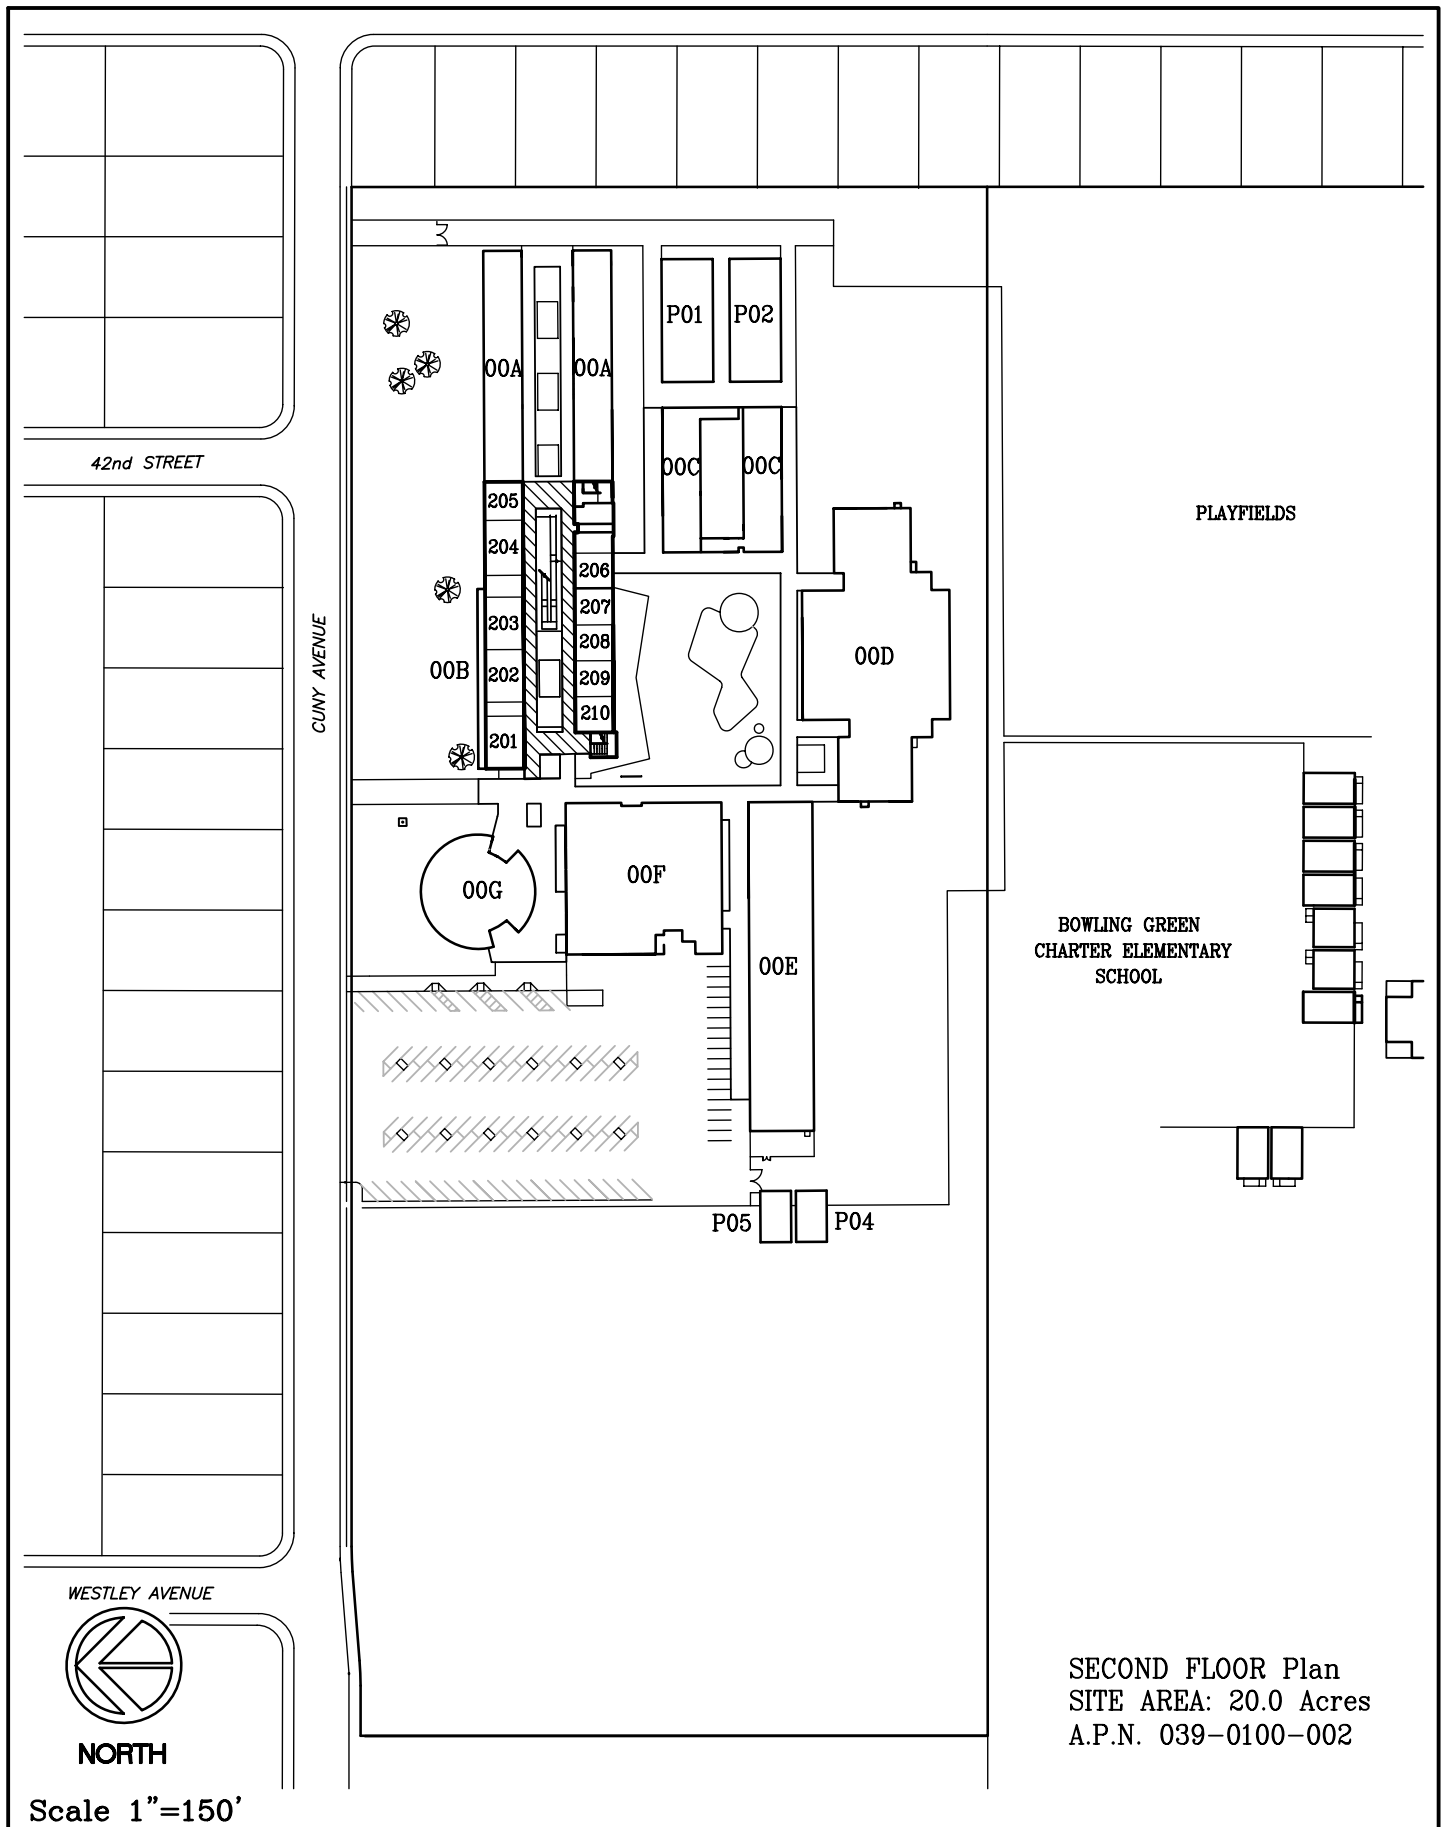 P01
P02
00A
00A
42nd STREET
00C
00C
205
PLAYFIELDS
204
206
207
203
CUNY AVENUE
208
00B
00D
202
209
210
201
00F
00G
BOWLING GREEN
CHARTER ELEMENTARY
SCHOOL
00E
P05
P04
WESTLEY AVENUE
SECOND FLOOR Plan
SITE AREA: 20.0 Acres
A.P.N. 039-0100-002
NORTH
Scale 1"=150'